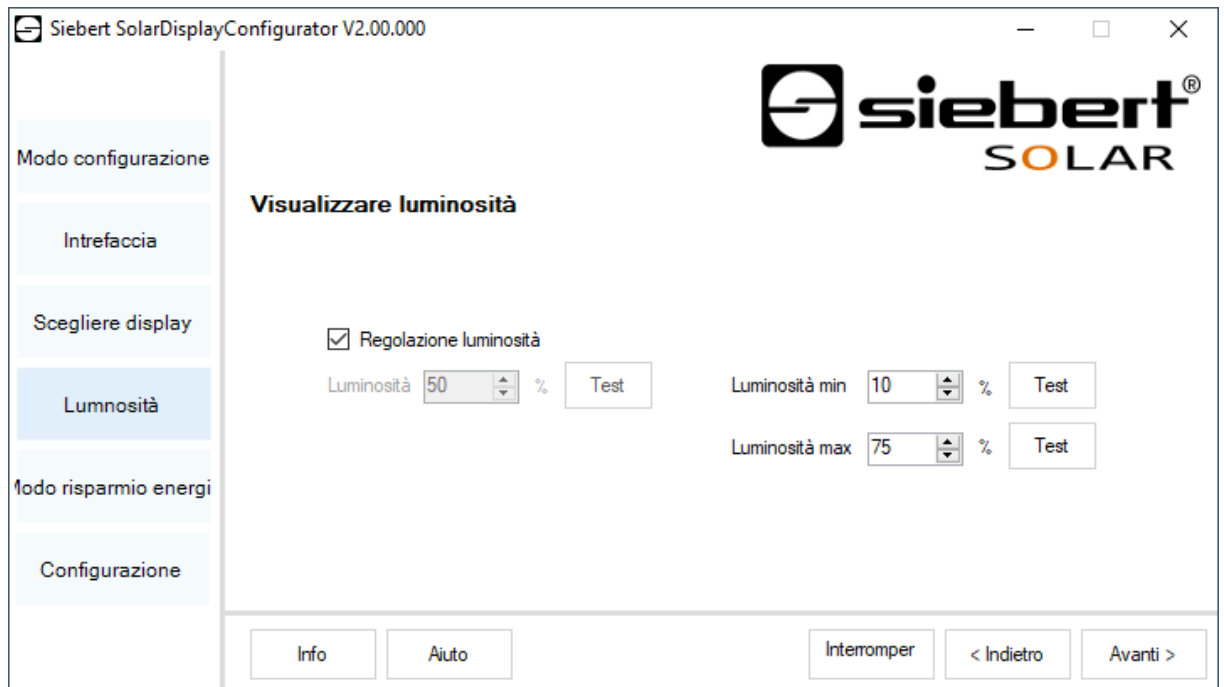 Siebert SolarDisplayConfigurator V2.00.000
siebert®
SOLAR
Modo configurazione
Intrefaccia
Scegliere display
Lumnosità
Modo risparmio energi
Configurazione
Visualizzare luminosità
Regolazione luminosità
Luminosità 50 % Test
Luminosità min 10 % Test
Luminosità max 75 % Test
Info Aiuto Interromper < Indietro Avanti >